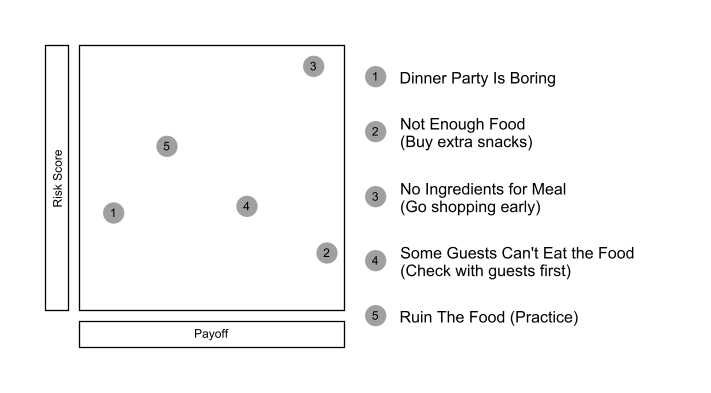 Risk Score
3
5
1
4
2
Payoff
1 Dinner Party Is Boring
2 Not Enough Food
(Buy extra snacks)
3 No Ingredients for Meal
(Go shopping early)
4 Some Guests Can't Eat the Food
(Check with guests first)
5 Ruin The Food (Practice)